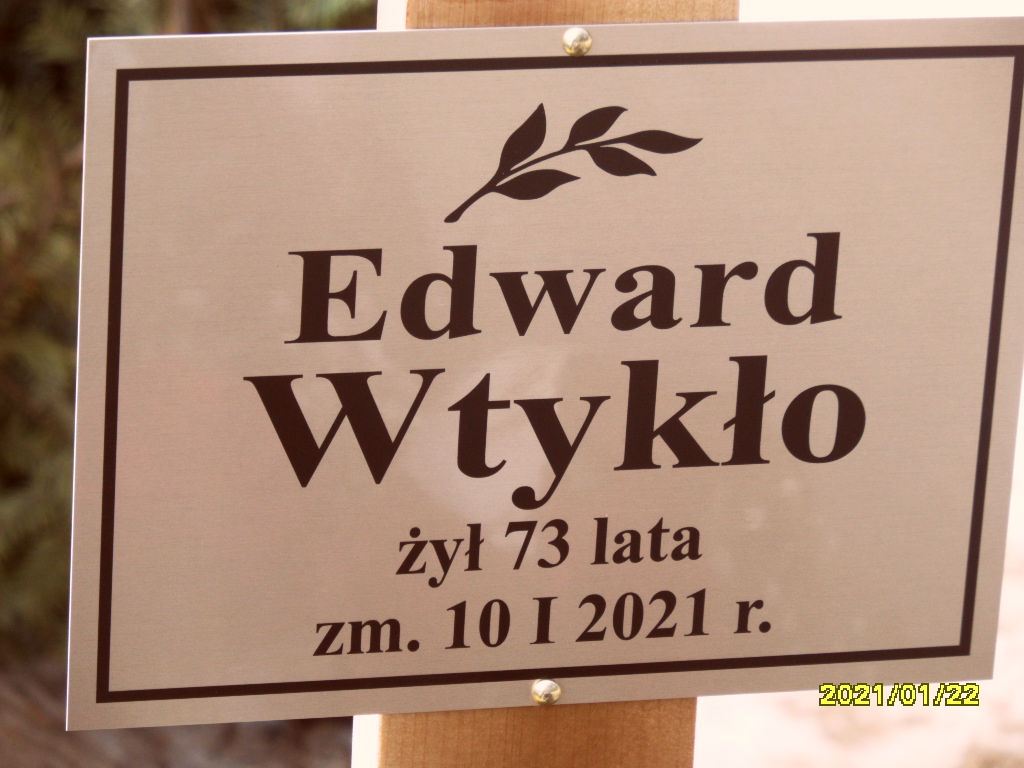 Edward
Wtykło
żył 73 lata
zm. 10 I 2021 r.
2021/01/22